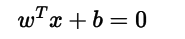 $w^T x + b = 0$